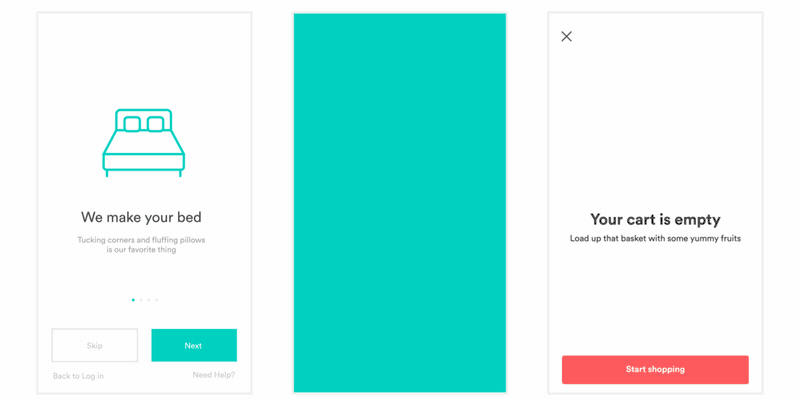 We make your bed
Tucking corners and fluffing pillows
is our favorite thing
Skip
Next
Back to Log in
Need Help?
Your cart is empty
Load up that basket with some yummy fruits
Start shopping